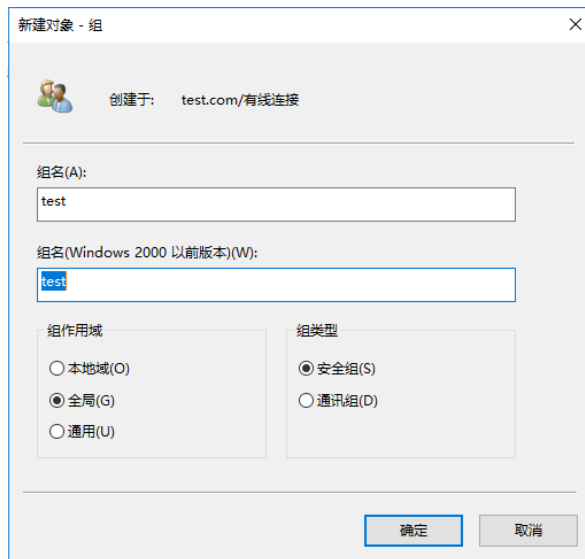 新建对象 - 组
创建于: test.com/有线连接
组名(A):
test
组名(Windows 2000 以前版本)(W):
test
组作用域
本地域(O)
全局(G)
通用(U)
组类型
安全组(S)
通讯组(D)
确定 取消